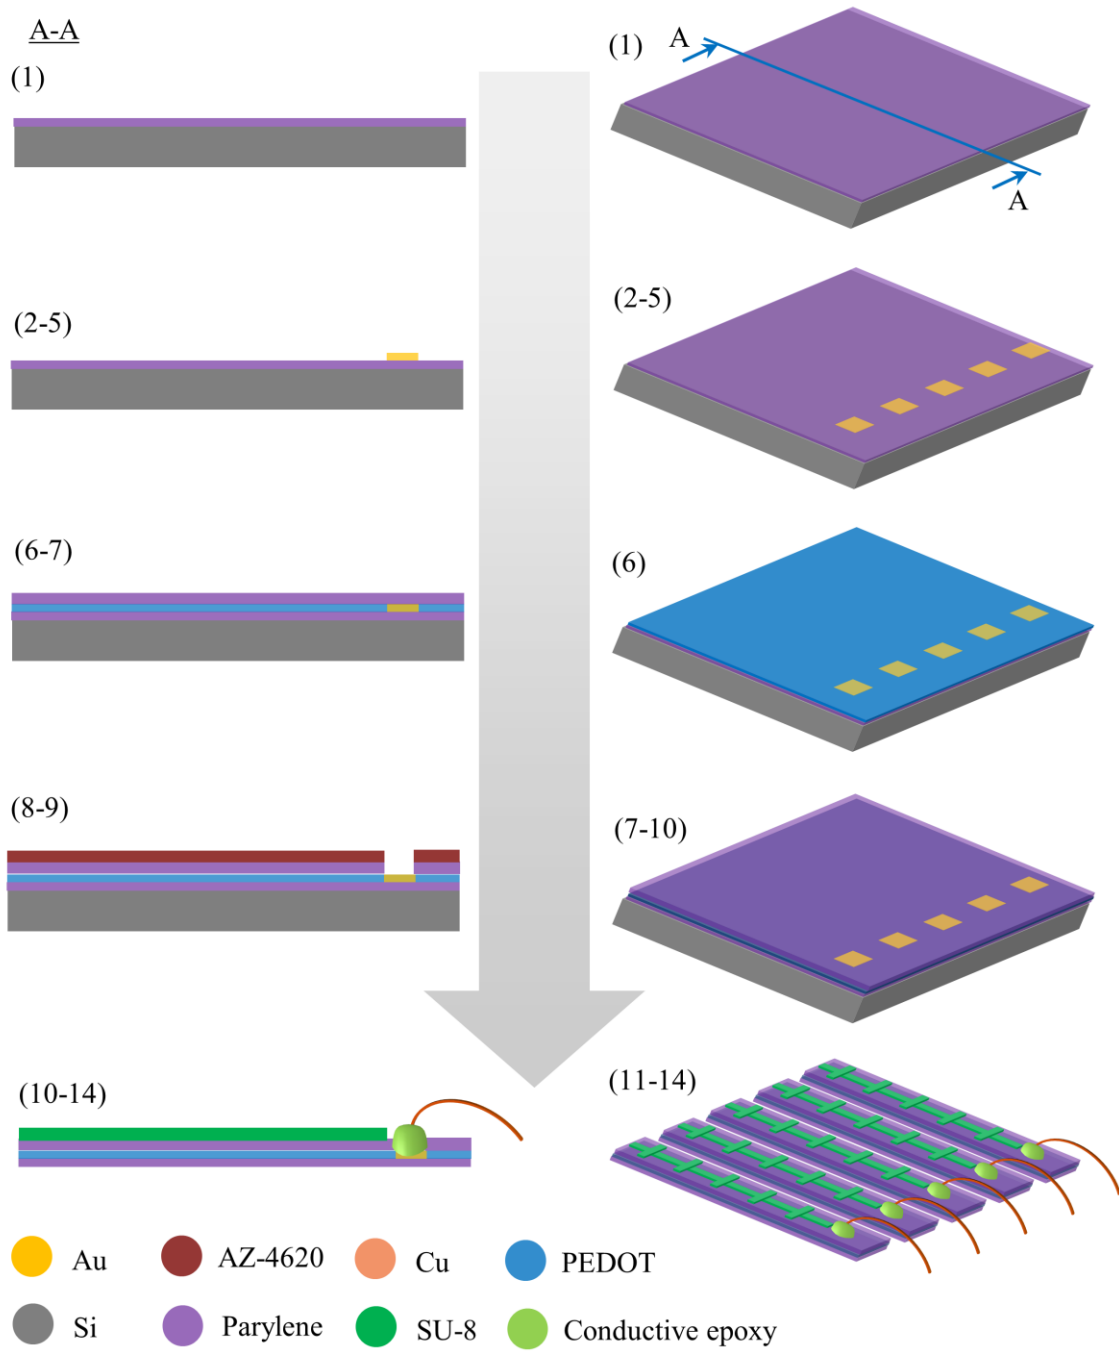 A-A
(1)
(2-5)
(6-7)
(8-9)
(10-14)
(1)
A
A
(2-5)
(6)
(7-10)
(11-14)
Au
AZ-4620
Cu
PEDOT
Si
Parylene
SU-8
Conductive epoxy